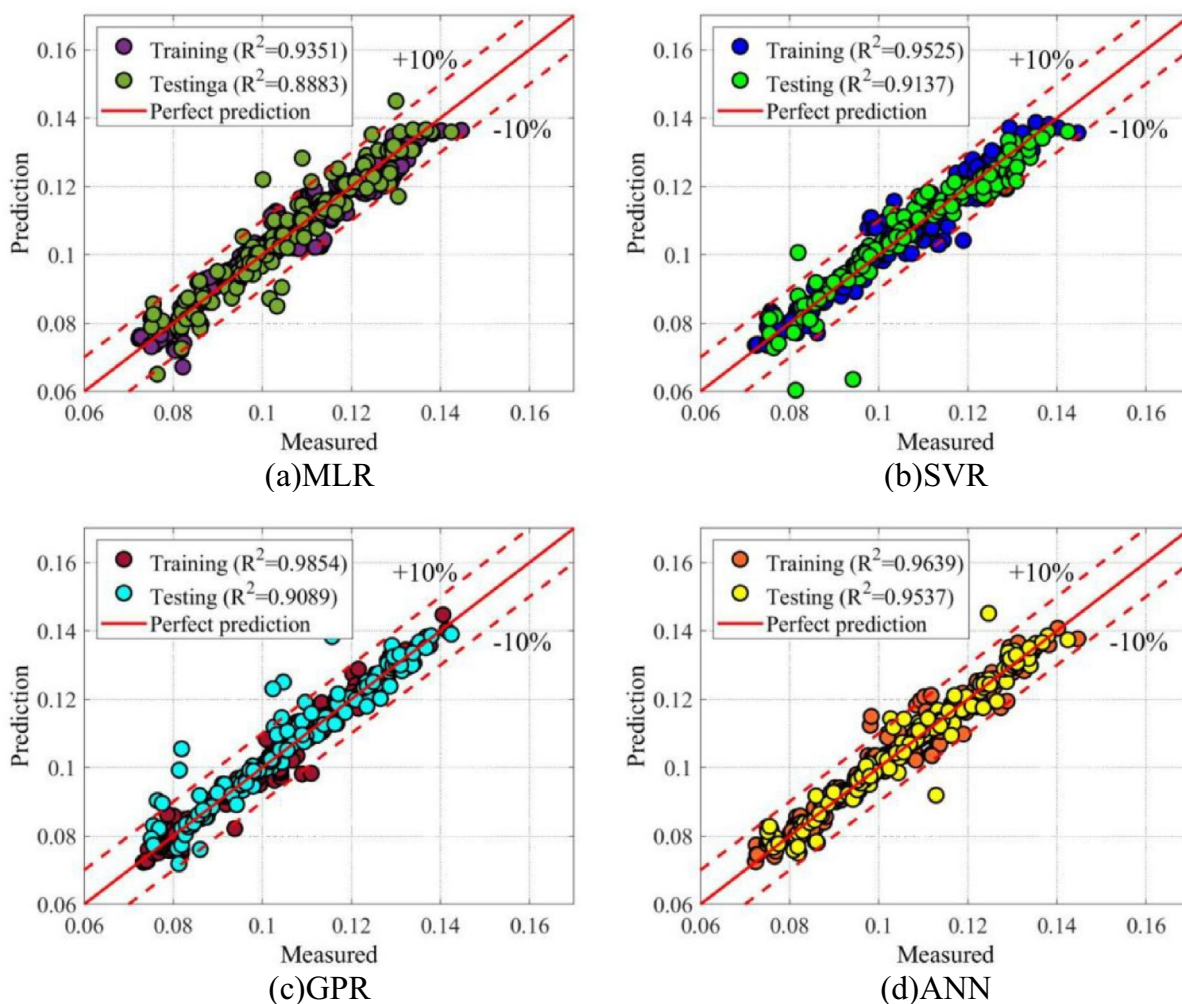 0.16
0.14
0.12
0.1
0.08
0.06
Prediction
Training (R²=0.9351)
Testinga (R²=0.8883)
Perfect prediction
+10%
-10%
0.06 0.08 0.1 0.12 0.14 0.16
Measured
(a)MLR
0.16
0.14
0.12
0.1
0.08
0.06
Prediction
Training (R²=0.9525)
Testing (R²=0.9137)
Perfect prediction
+10%
-10%
0.06 0.08 0.1 0.12 0.14 0.16
Measured
(b)SVR
0.16
0.14
0.12
0.1
0.08
0.06
Prediction
Training (R²=0.9854)
Testing (R²=0.9089)
Perfect prediction
+10%
-10%
0.06 0.08 0.1 0.12 0.14 0.16
Measured
(c)GPR
0.16
0.14
0.12
0.1
0.08
0.06
Prediction
Training (R²=0.9639)
Testing (R²=0.9537)
Perfect prediction
+10%
-10%
0.06 0.08 0.1 0.12 0.14 0.16
Measured
(d)ANN